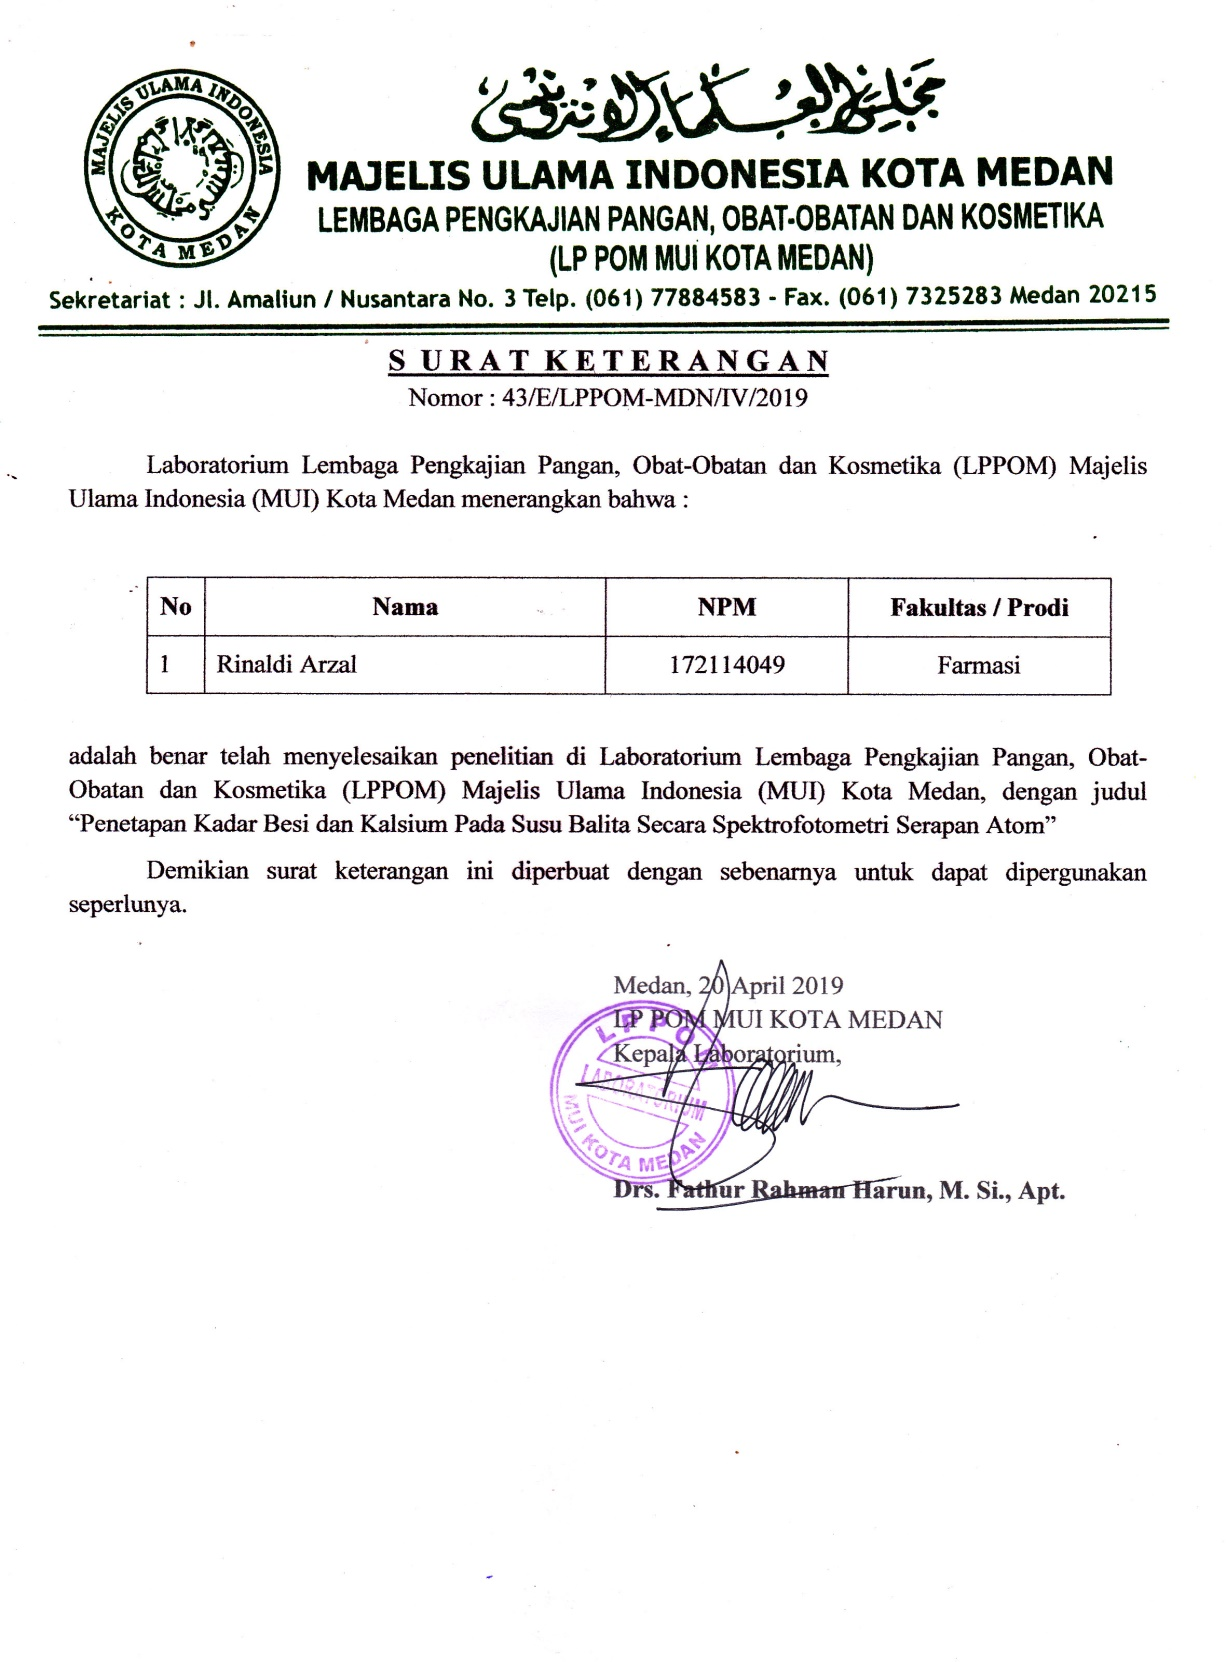 مجلس العلماء الإندونيسي
MAJELIS ULAMA INDONESIA
KOTA MEDAN
MAJELIS ULAMA INDONESIA KOTA MEDAN
LEMBAGA PENGKAJIAN PANGAN, OBAT-OBATAN DAN KOSMETIKA
(LP POM MUI KOTA MEDAN)
Sekretariat : Jl. Amaliun / Nusantara No. 3 Telp. (061) 77884583 - Fax. (061) 7325283 Medan 20215
SURAT KETERANGAN
Nomor : 43/E/LPPOM-MDN/IV/2019
Laboratorium Lembaga Pengkajian Pangan, Obat-Obatan dan Kosmetika (LPPOM) Majelis
Ulama Indonesia (MUI) Kota Medan menerangkan bahwa :
No Nama NPM Fakultas / Prodi
1 Rinaldi Arzal 172114049 Farmasi
adalah benar telah menyelesaikan penelitian di Laboratorium Lembaga Pengkajian Pangan, Obat-
Obatan dan Kosmetika (LPPOM) Majelis Ulama Indonesia (MUI) Kota Medan, dengan judul
“Penetapan Kadar Besi dan Kalsium Pada Susu Balita Secara Spektrofotometri Serapan Atom”
Demikian surat keterangan ini diperbuat dengan sebenarnya untuk dapat dipergunakan
seperlunya.
Medan, 20 April 2019
LP POM MUI KOTA MEDAN
Kepala Laboratorium,
LPPOM
LABORATORIUM
MUI KOTA MEDAN
Drs. Fathur Rahman Harun, M. Si., Apt.